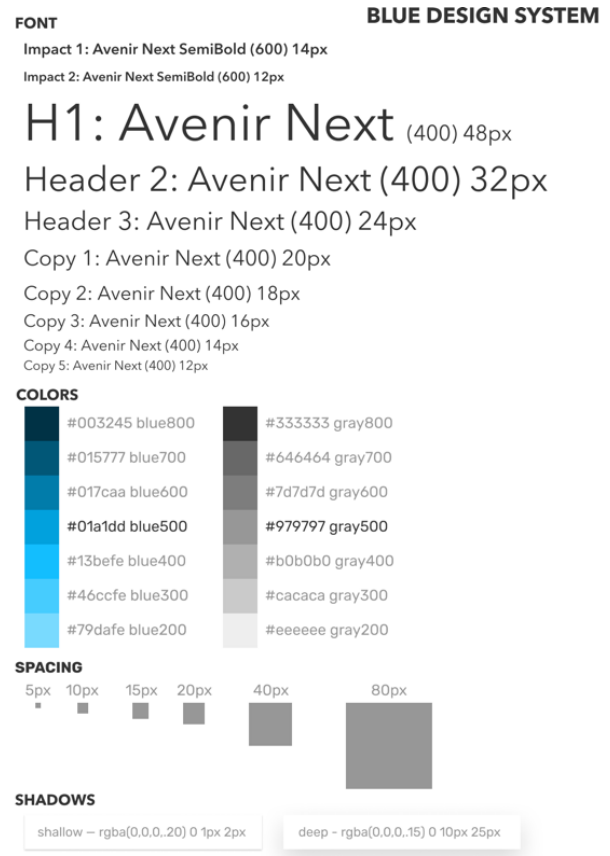 BLUE DESIGN SYSTEM
FONT
Impact 1: Avenir Next SemiBold (600) 14px
Impact 2: Avenir Next SemiBold (600) 12px
H1: Avenir Next (400) 48px
Header 2: Avenir Next (400) 32px
Header 3: Avenir Next (400) 24px
Copy 1: Avenir Next (400) 20px
Copy 2: Avenir Next (400) 18px
Copy 3: Avenir Next (400) 16px
Copy 4: Avenir Next (400) 14px
Copy 5: Avenir Next (400) 12px
COLORS
#003245 blue800 #333333 gray800
#015777 blue700 #646464 gray700
#017caa blue600 #7d7d7d gray600
#01a1dd blue500 #979797 gray500
#13befe blue400 #b0b0b0 gray400
#46ccfe blue300 #cacaca gray300
#79dafe blue200 #eeeeee gray200
SPACING
5px 10px 15px 20px 40px 80px
SHADOWS
shallow – rgba(0,0,0,.20) 0 1px 2px deep - rgba(0,0,0,.15) 0 10px 25px